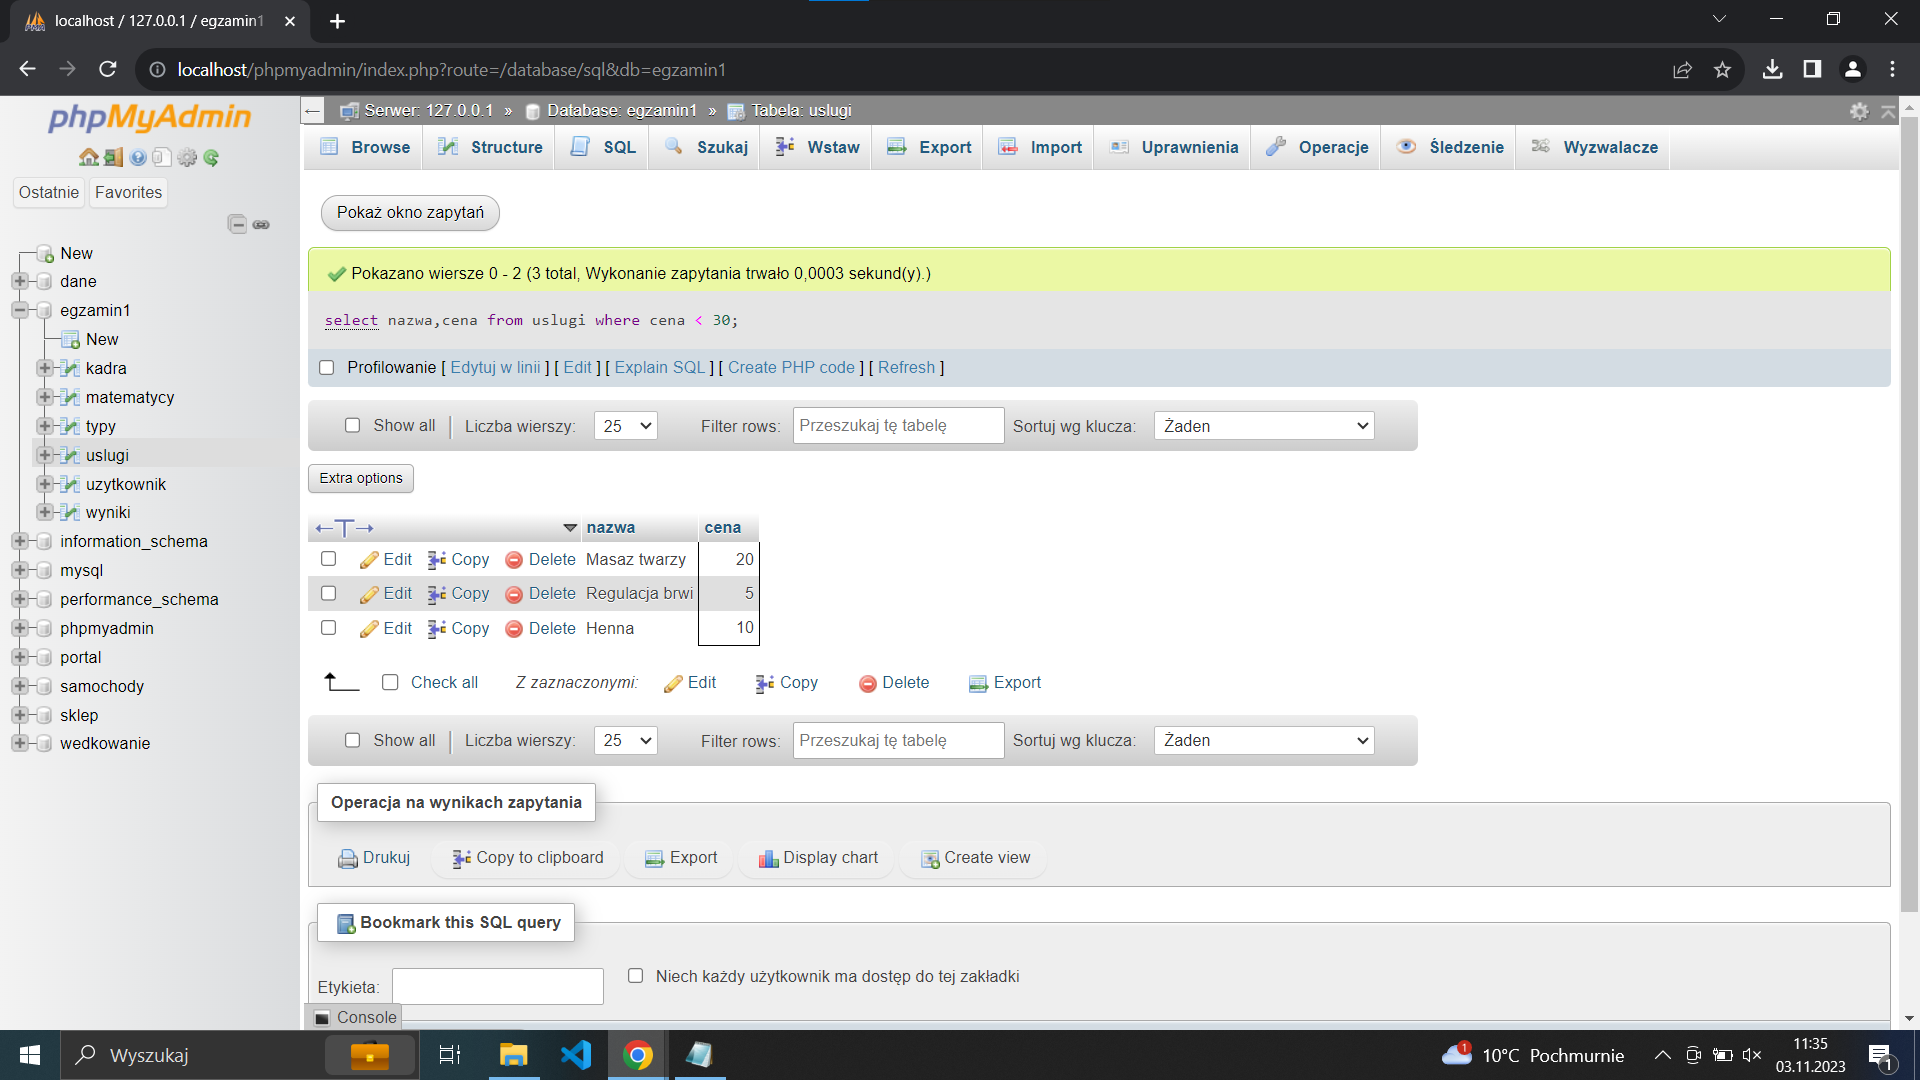 localhost / 127.0.0.1 / egzamin1
localhost/phpmyadmin/index.php?route=/database/sql&db=egzamin1
phpMyAdmin
Ostatnie Favorites
New
dane
egzamin1
New
kadra
matematycy
typy
uslugi
uzytkownik
wyniki
information_schema
mysql
performance_schema
phpmyadmin
portal
samochody
sklep
wedkowanie
Serwer: 127.0.0.1 » Database: egzamin1 » Tabela: uslugi
Browse Structure SQL Szukaj Wstaw Export Import Uprawnienia Operacje Śledzenie Wyzwalacze
Pokaż okno zapytań
Pokazano wiersze 0 - 2 (3 total, Wykonanie zapytania trwało 0,0003 sekund(y).)
select nazwa,cena from uslugi where cena < 30;
Profilowanie [ Edytuj w linii ] [ Edit ] [ Explain SQL ] [ Create PHP code ] [ Refresh ]
Show all Liczba wierszy: 25 Filter rows: Przeszukaj tę tabelę Sortuj wg klucza: Żaden
Extra options
nazwa cena
Edit Copy Delete Masaz twarzy 20
Edit Copy Delete Regulacja brwi 5
Edit Copy Delete Henna 10
Check all Z zaznaczonymi: Edit Copy Delete Export
Show all Liczba wierszy: 25 Filter rows: Przeszukaj tę tabelę Sortuj wg klucza: Żaden
Operacja na wynikach zapytania
Drukuj Copy to clipboard Export Display chart Create view
Bookmark this SQL query
Etykieta: Niech każdy użytkownik ma dostęp do tej zakładki
Console
Wyszukaj
1
10°C Pochmurnie
11:35
03.11.2023
1